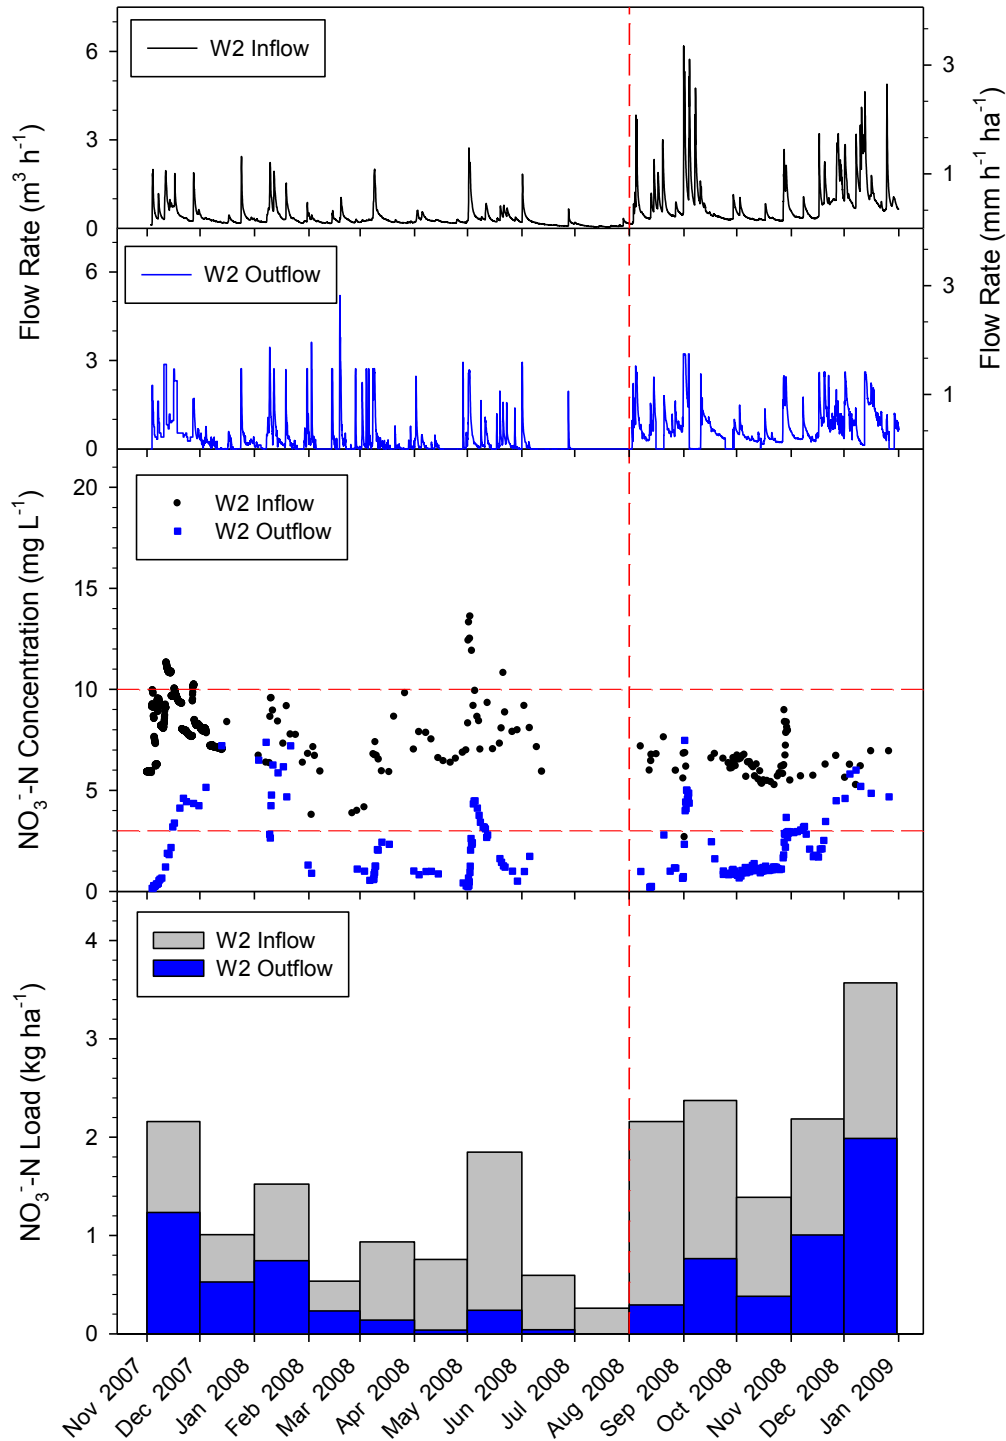 W2 Inflow
6
3
0
3
1
Flow Rate (m³ h⁻¹)
Flow Rate (mm h⁻¹ ha⁻¹)
W2 Outflow
6
3
0
3
1
W2 Inflow
W2 Outflow
20
15
10
5
0
NO₃⁻-N Concentration (mg L⁻¹)
W2 Inflow
W2 Outflow
4
3
2
1
0
NO₃⁻-N Load (kg ha⁻¹)
Nov 2007
Dec 2007
Jan 2008
Feb 2008
Mar 2008
Apr 2008
May 2008
Jun 2008
Jul 2008
Aug 2008
Sep 2008
Oct 2008
Nov 2008
Dec 2008
Jan 2009